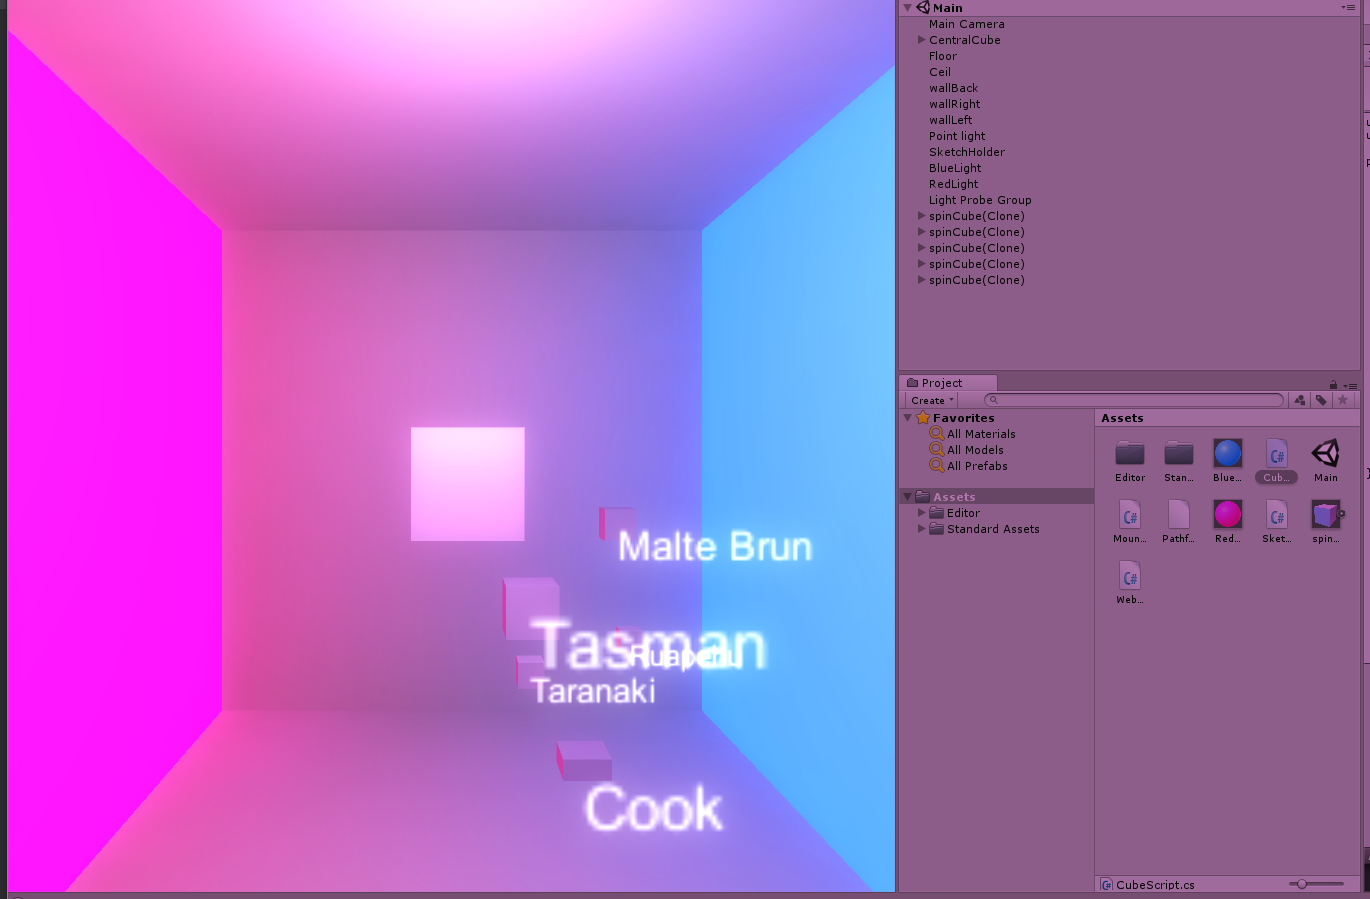 Malte Brun
Tasman
Ruapehu
Taranaki
Cook
Main
Main Camera
CentralCube
Floor
Ceil
wallBack
wallRight
wallLeft
Point light
SketchHolder
BlueLight
RedLight
Light Probe Group
spinCube(Clone)
spinCube(Clone)
spinCube(Clone)
spinCube(Clone)
spinCube(Clone)
Project
Create
Favorites
All Materials
All Models
All Prefabs
Assets
Editor
Standard Assets
Assets
Editor Stan... Blue... Cub... Main
C# C#
Moun... Pathf... Red... Sket... spin...
C#
Web...
CubeScript.cs